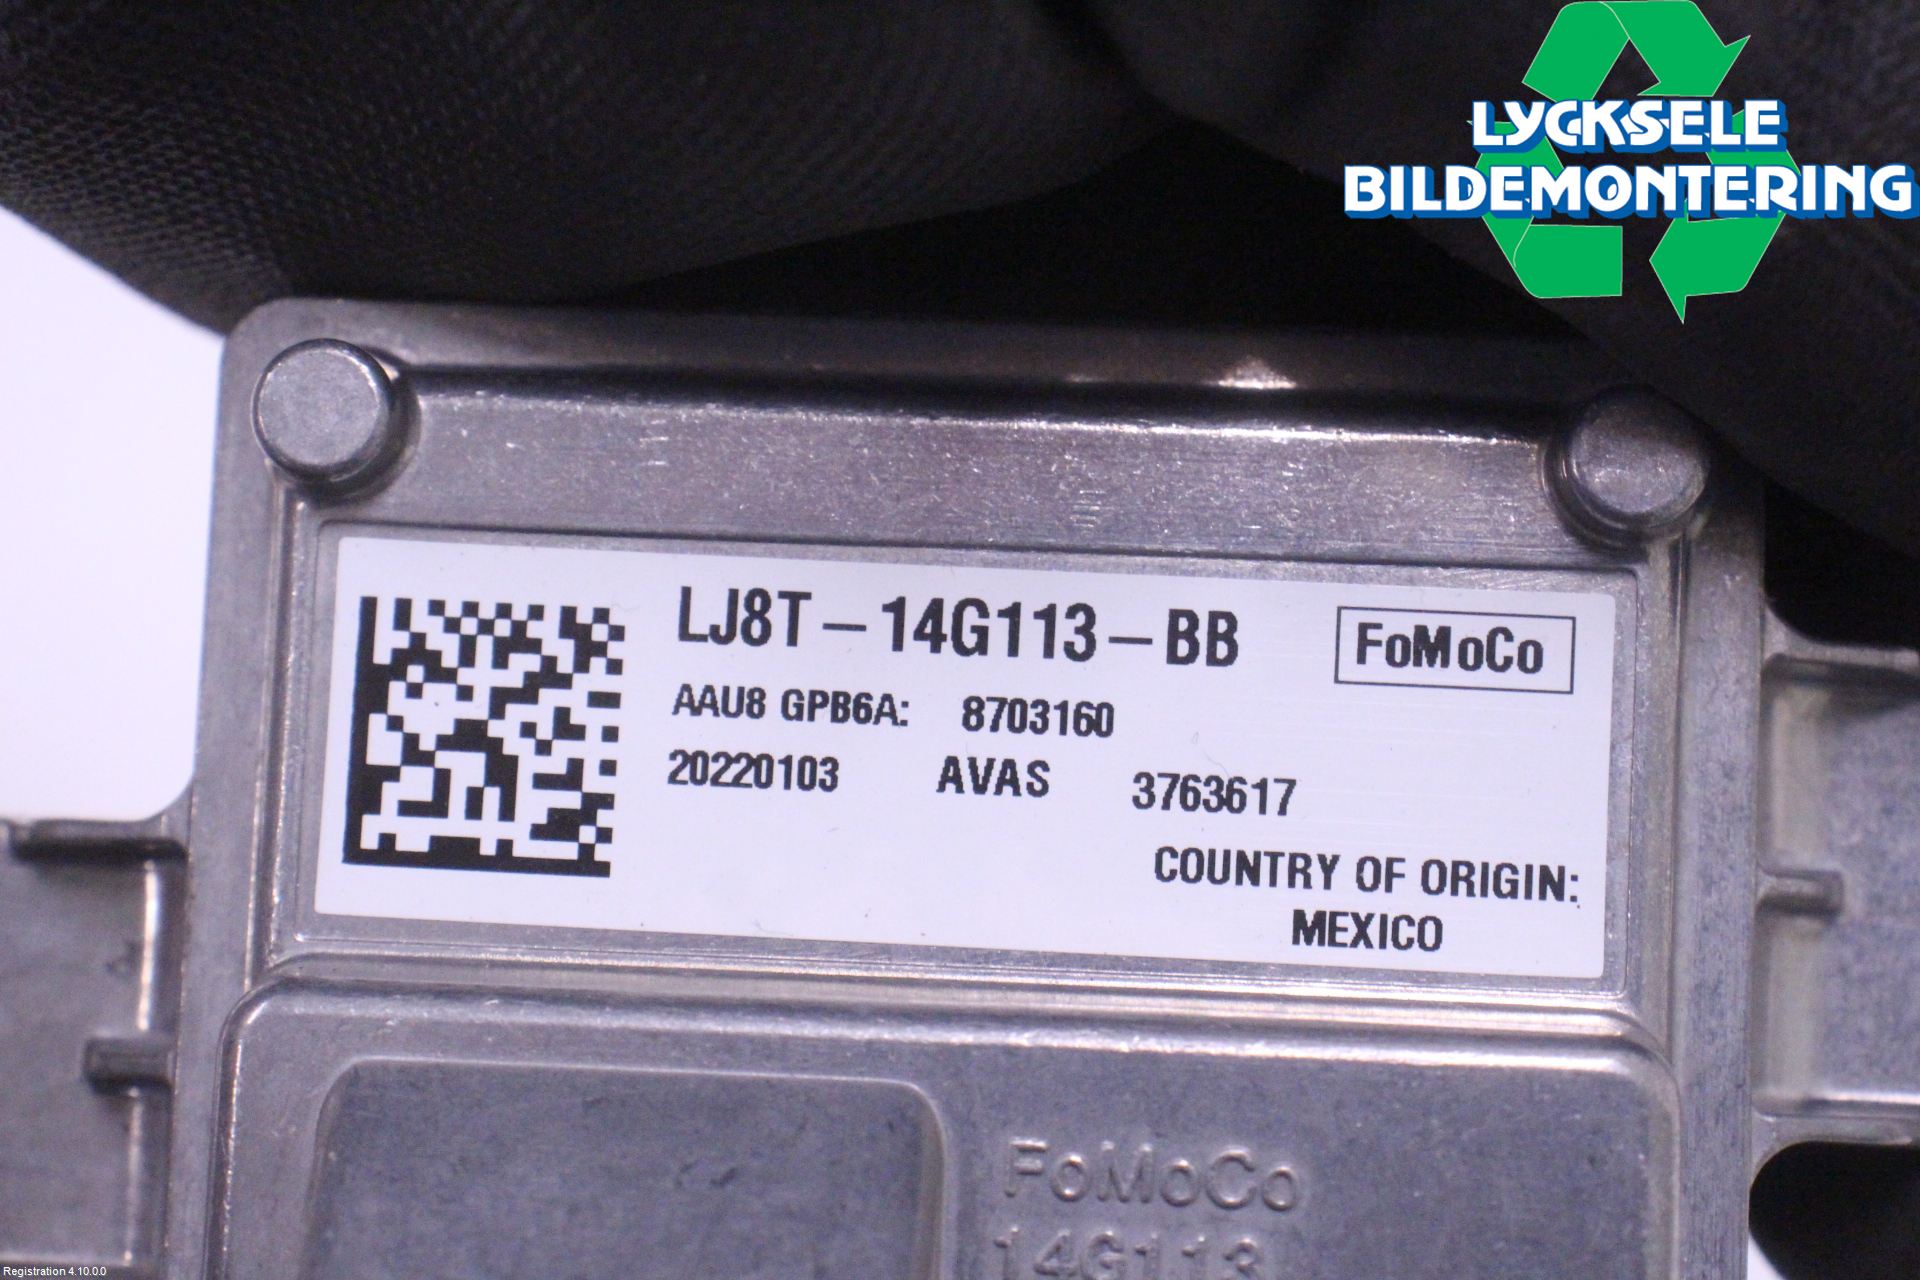 LYCKSELE
BILDEMONTERING
LJ8T-14G113-BB
FoMoCo
AAU8 GPB6A: 8703160
20220103 AVAS 3763617
COUNTRY OF ORIGIN:
MEXICO
FoMoCo
14G113
Registration 4.10.0.0